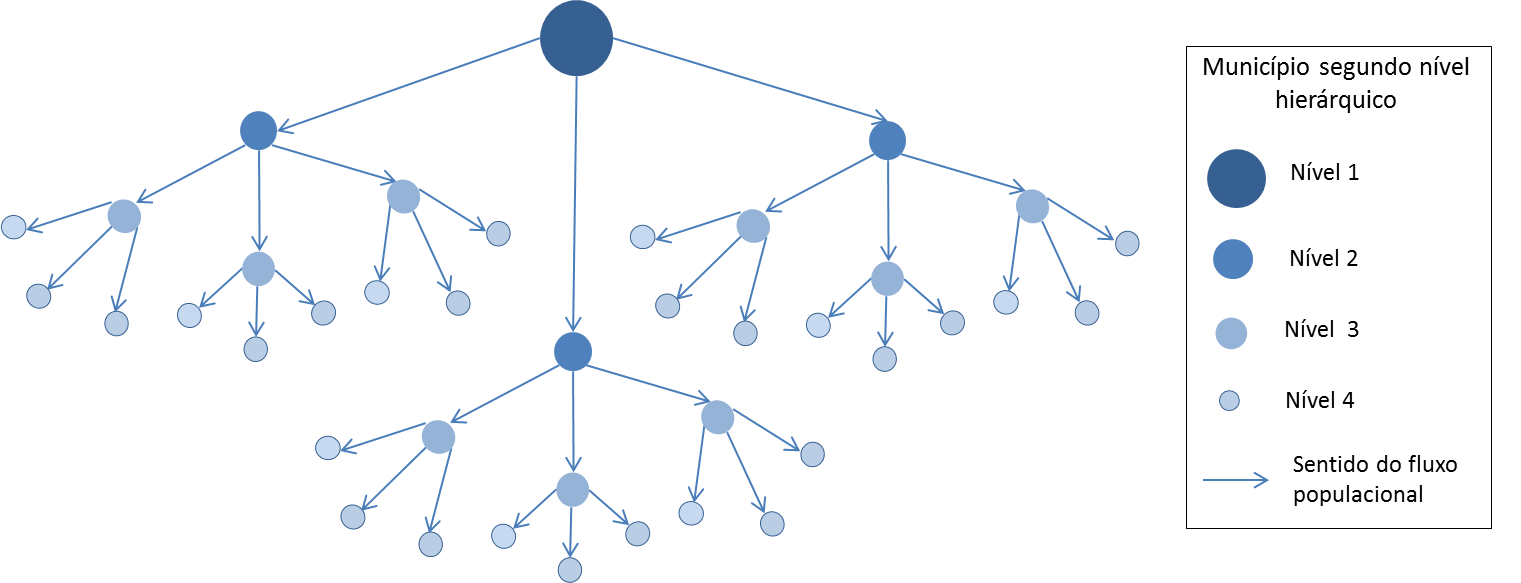 Município segundo nível
hierárquico
Nível 1
Nível 2
Nível 3
Nível 4
Sentido do fluxo
populacional